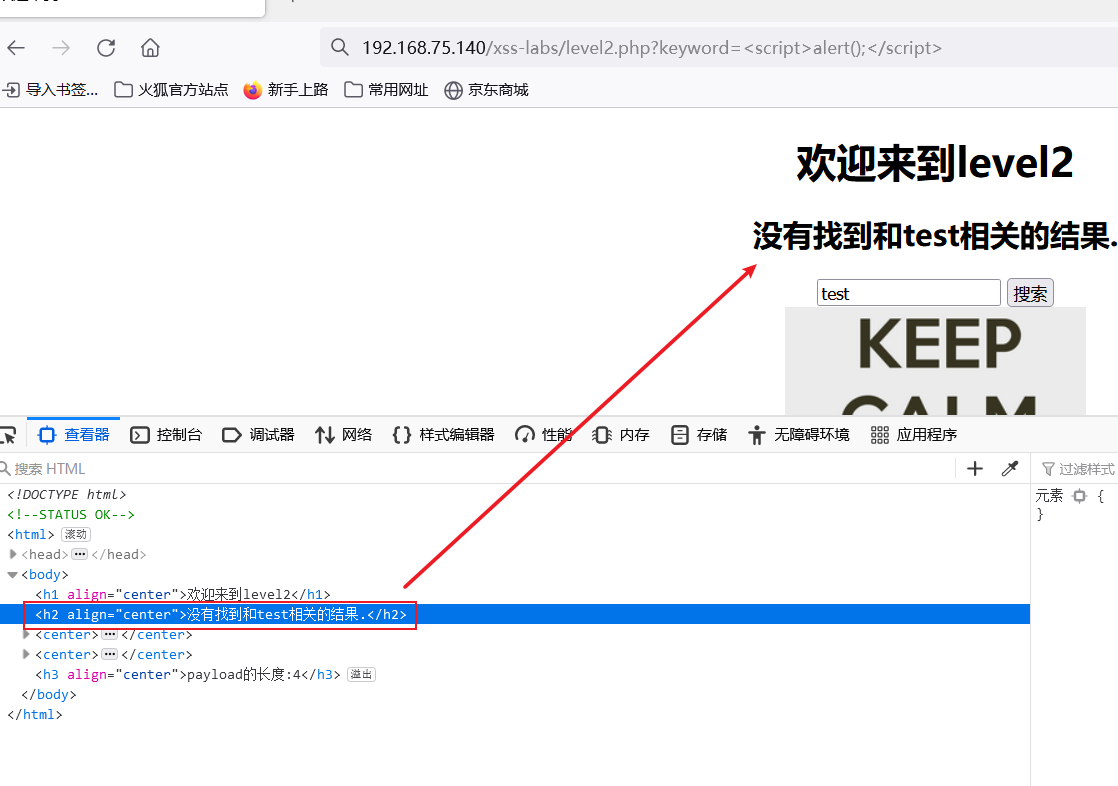 192.168.75.140/xss-labs/level2.php?keyword=<script>alert();</script>
导入书签... 火狐官方站点 新手上路 常用网址 京东商城
欢迎来到level2
没有找到和test相关的结果.
test 搜索
KEEP
CALM
查看器 控制台 调试器 网络 样式编辑器 性能 内存 存储 无障碍环境 应用程序
搜索 HTML 过滤样式
<!DOCTYPE html> 元素 {
<!--STATUS OK--> }
<html> 滚动
<head> ••• </head>
<body>
<h1 align="center">欢迎来到level2</h1>
<h2 align="center">没有找到和test相关的结果.</h2>
<center> ••• </center>
<center> ••• </center>
<h3 align="center">payload的长度:4</h3> 溢出
</body>
</html>